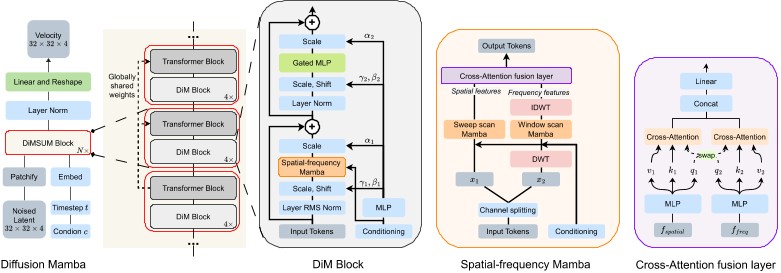 Velocity
32 × 32 × 4
Linear and Reshape
Layer Norm
DiMSUM Block
N×
Patchify
Embed
Noised
Latent
32 × 32 × 4
Timestep t
Condion c
Diffusion Mamba
Globally
shared
weights
Transformer Block
DiM Block
4×
Transformer Block
DiM Block
4×
Transformer Block
DiM Block
4×
Scale
α₂
Gated MLP
Scale, Shift
γ₂, β₂
Layer Norm
Scale
α₁
Spatial-frequency
Mamba
Scale, Shift
γ₁, β₁
Layer RMS Norm
MLP
Input Tokens
Conditioning
DiM Block
Output Tokens
Cross-Attention fusion layer
Spatial features
Frequency features
IDWT
Sweep scan
Mamba
Window scan
Mamba
DWT
x₁
x₂
Channel splitting
Input Tokens
Conditioning
Spatial-frequency Mamba
Linear
Concat
Cross-Attention
Cross-Attention
swap
v₁
k₁
q₁
q₂
k₂
v₂
MLP
MLP
f_spatial
f_freq
Cross-Attention fusion layer